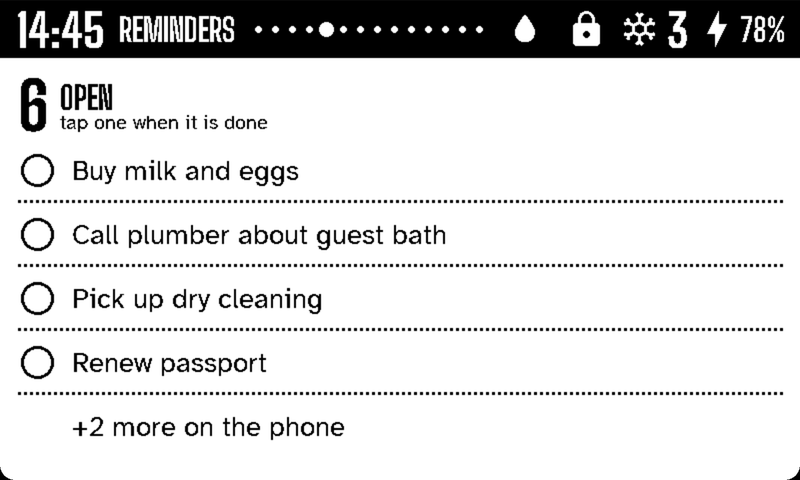 14:45 REMINDERS 3 78%
6 OPEN
tap one when it is done
Buy milk and eggs
Call plumber about guest bath
Pick up dry cleaning
Renew passport
+2 more on the phone